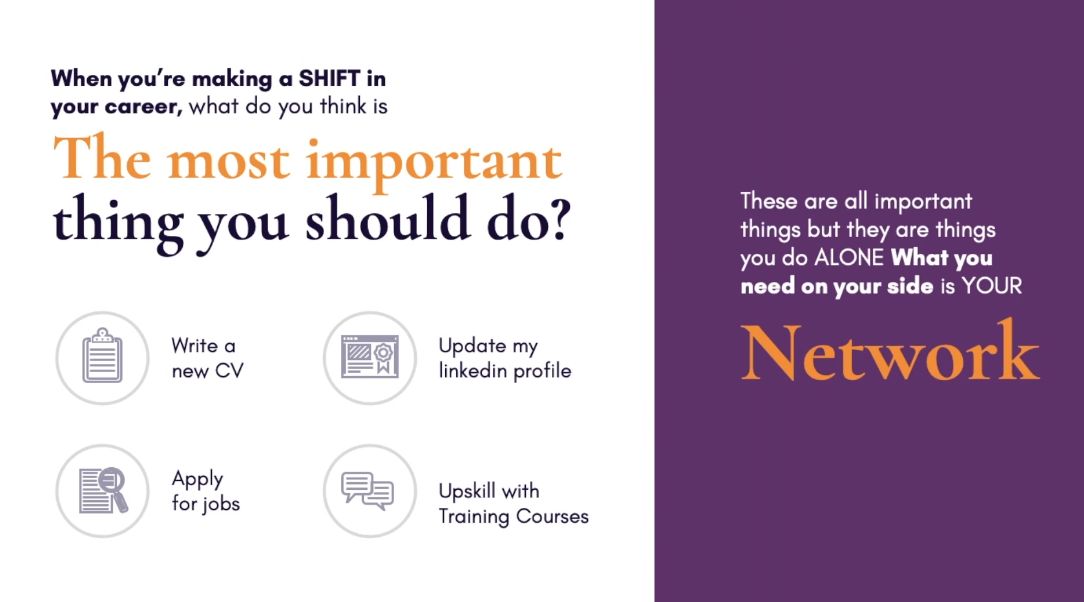 When you're making a SHIFT in
your career, what do you think is
The most important
thing you should do?
Write a
new CV
Update my
linkedin profile
Apply
for jobs
Upskill with
Training Courses
These are all important
things but they are things
you do ALONE What you
need on your side is YOUR
Network